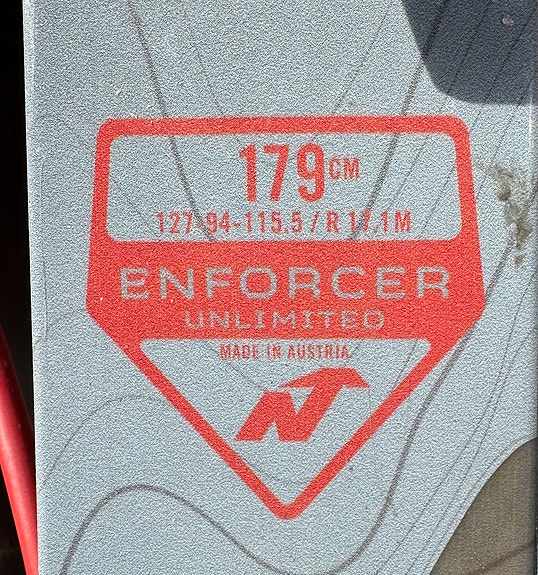 179CM
127-94-115.5 / R 17.1M
ENFORCER
UNLIMITED
MADE IN AUSTRIA